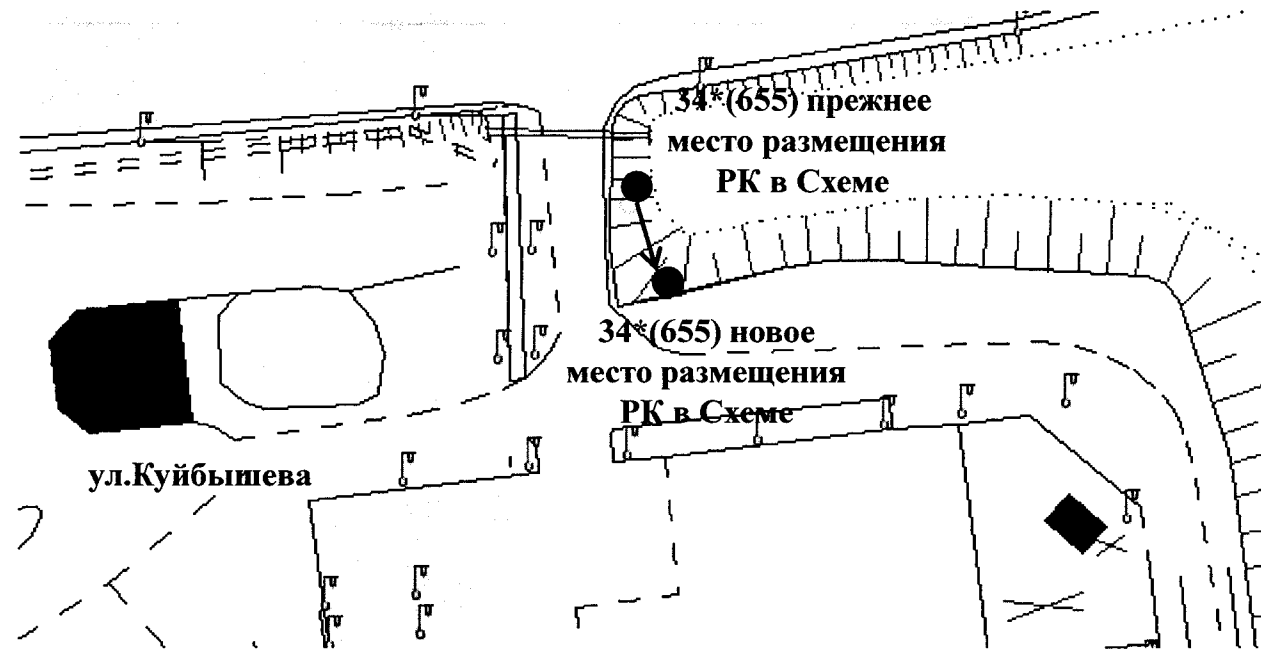 34*(655) прежнее
место размещения
РК в Схеме
34*(655) новое
место размещения
РК в Схеме
ул.Куйбышева